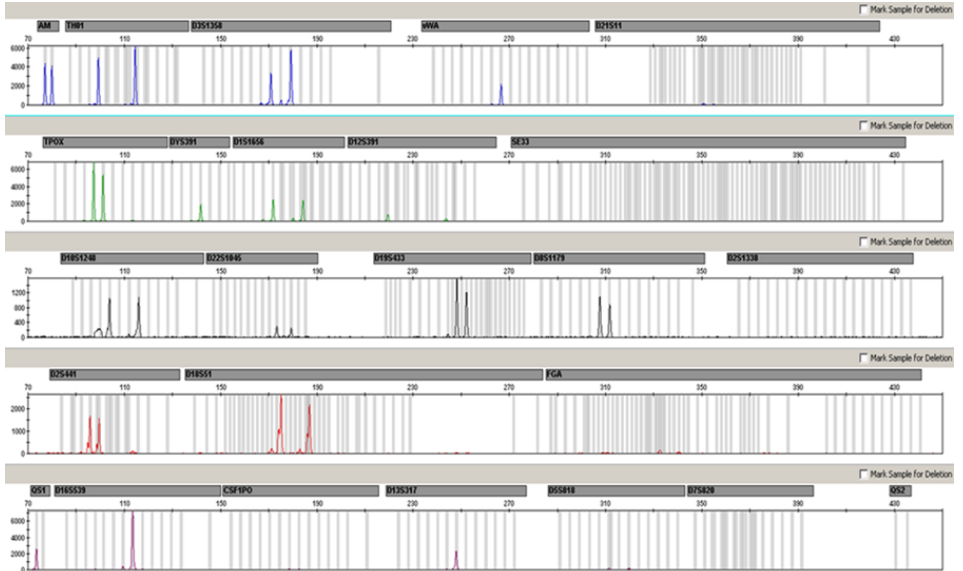 Mark Sample for Deletion
AM TH01 D3S1358 vWA D21S11
70 110 150 190 230 270 310 350 390 430
6000
4000
2000
0
Mark Sample for Deletion
TPOX DYS391 D1S1656 D12S391 SE33
70 110 150 190 230 270 310 350 390 430
6000
4000
2000
0
Mark Sample for Deletion
D10S1248 D22S1045 D19S433 D8S1179 D2S1338
70 110 150 190 230 270 310 350 390 430
1200
800
400
0
Mark Sample for Deletion
D2S441 D18S51 FGA
70 110 150 190 230 270 310 350 390 430
2000
1000
0
Mark Sample for Deletion
QS1 D16S539 CSF1PO D13S317 D5S818 D7S820 QS2
70 110 150 190 230 270 310 350 390 430
6000
4000
2000
0